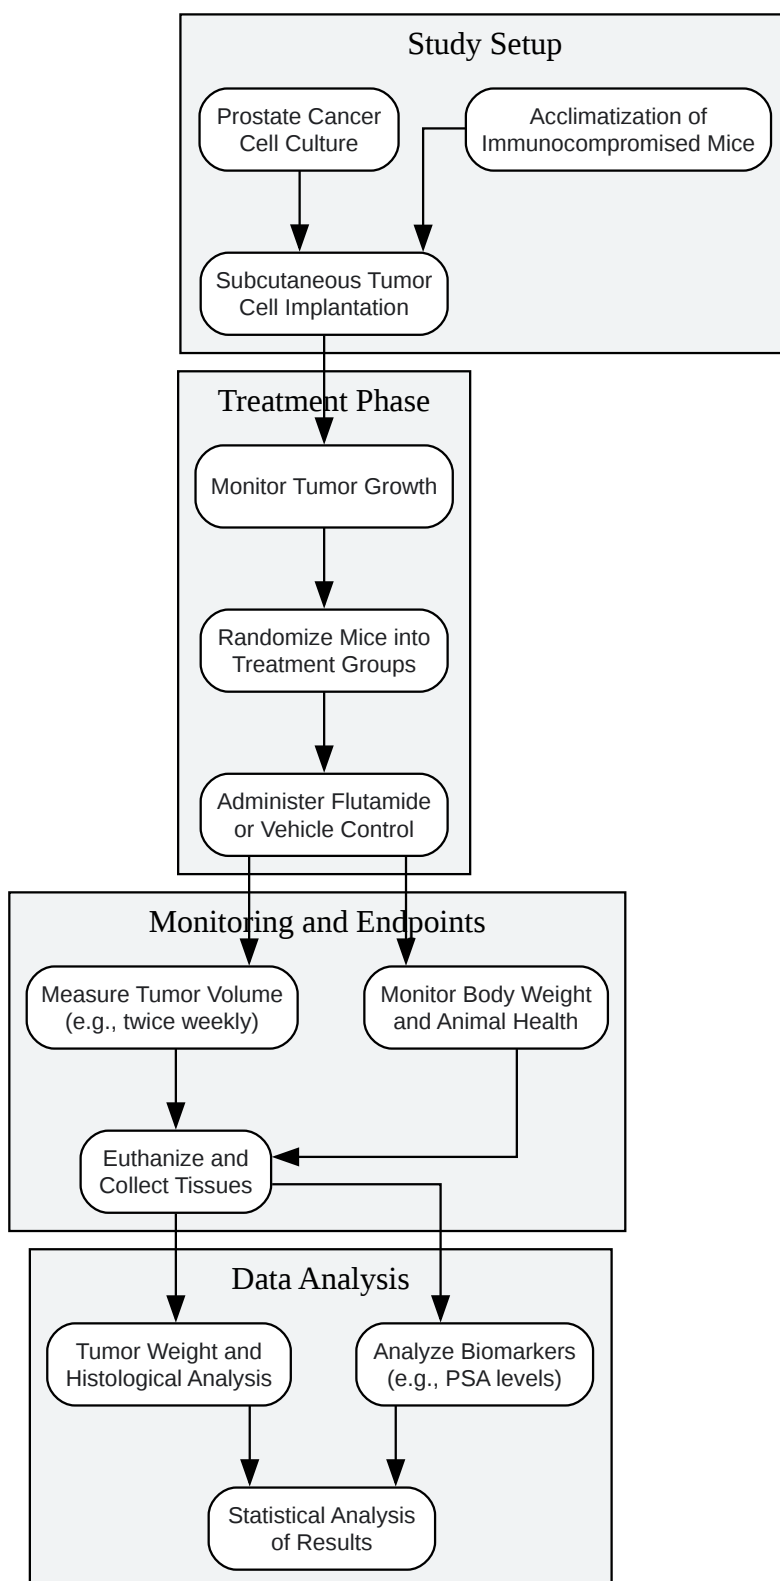 Study Setup
Prostate Cancer
Cell Culture
Acclimatization of
Immunocompromised Mice
Subcutaneous Tumor
Cell Implantation
Treatment Phase
Monitor Tumor Growth
Randomize Mice into
Treatment Groups
Administer Flutamide
or Vehicle Control
Monitoring and Endpoints
Measure Tumor Volume
(e.g., twice weekly)
Monitor Body Weight
and Animal Health
Euthanize and
Collect Tissues
Data Analysis
Tumor Weight and
Histological Analysis
Analyze Biomarkers
(e.g., PSA levels)
Statistical Analysis
of Results